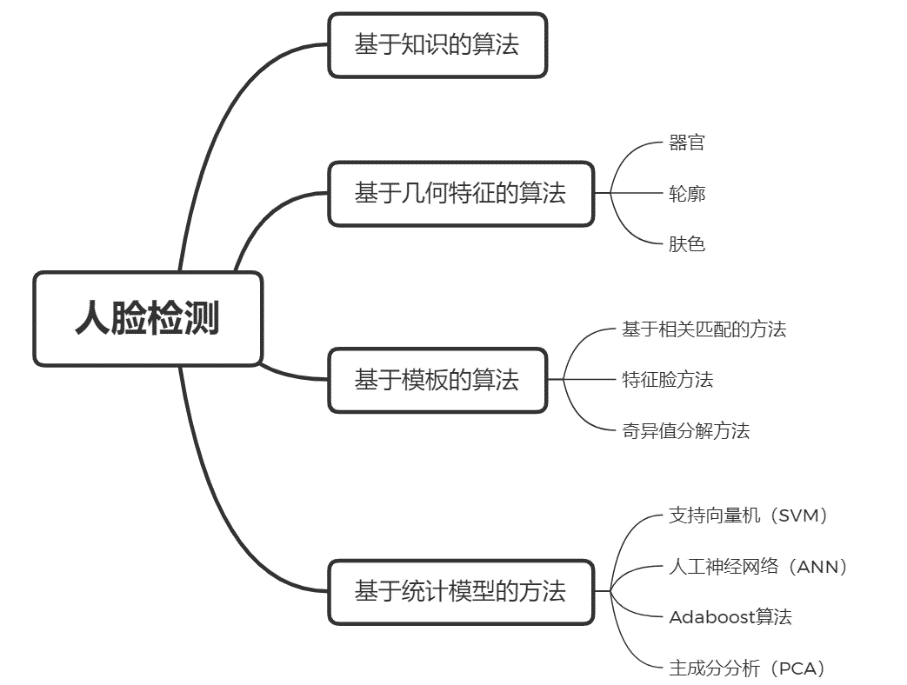 人脸检测
基于知识的算法
基于几何特征的算法
器官
轮廓
肤色
基于模板的算法
基于相关匹配的方法
特征脸方法
奇异值分解方法
基于统计模型的方法
支持向量机（SVM）
人工神经网络（ANN）
Adaboost算法
主成分分析（PCA）